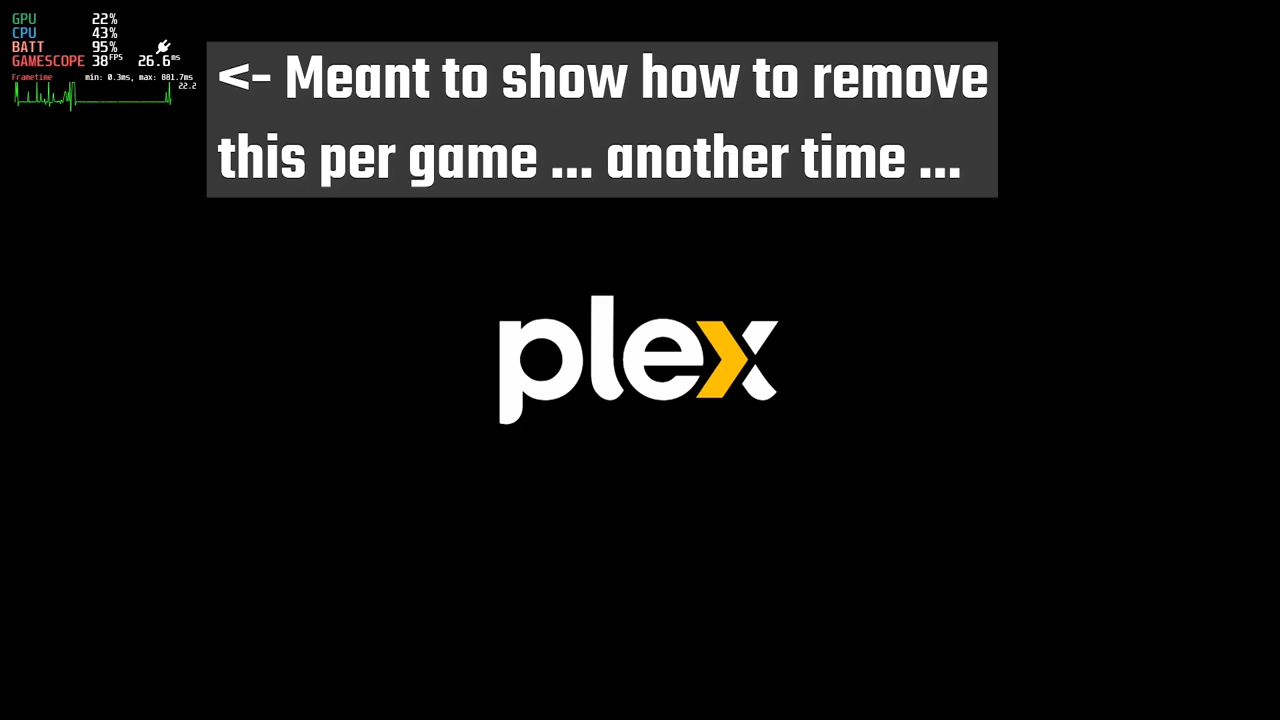 GPU 22%
CPU 43%
BATT 95%
GAMESCOPE 38FPS 26.6ms
Frametime min: 0.3ms, max: 881.7ms
22.2
<- Meant to show how to remove
this per game ... another time ...
plex